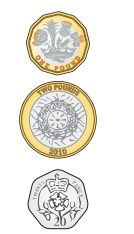 ONE POUND
TWO POUNDS
2010
TWENTY PENCE
20